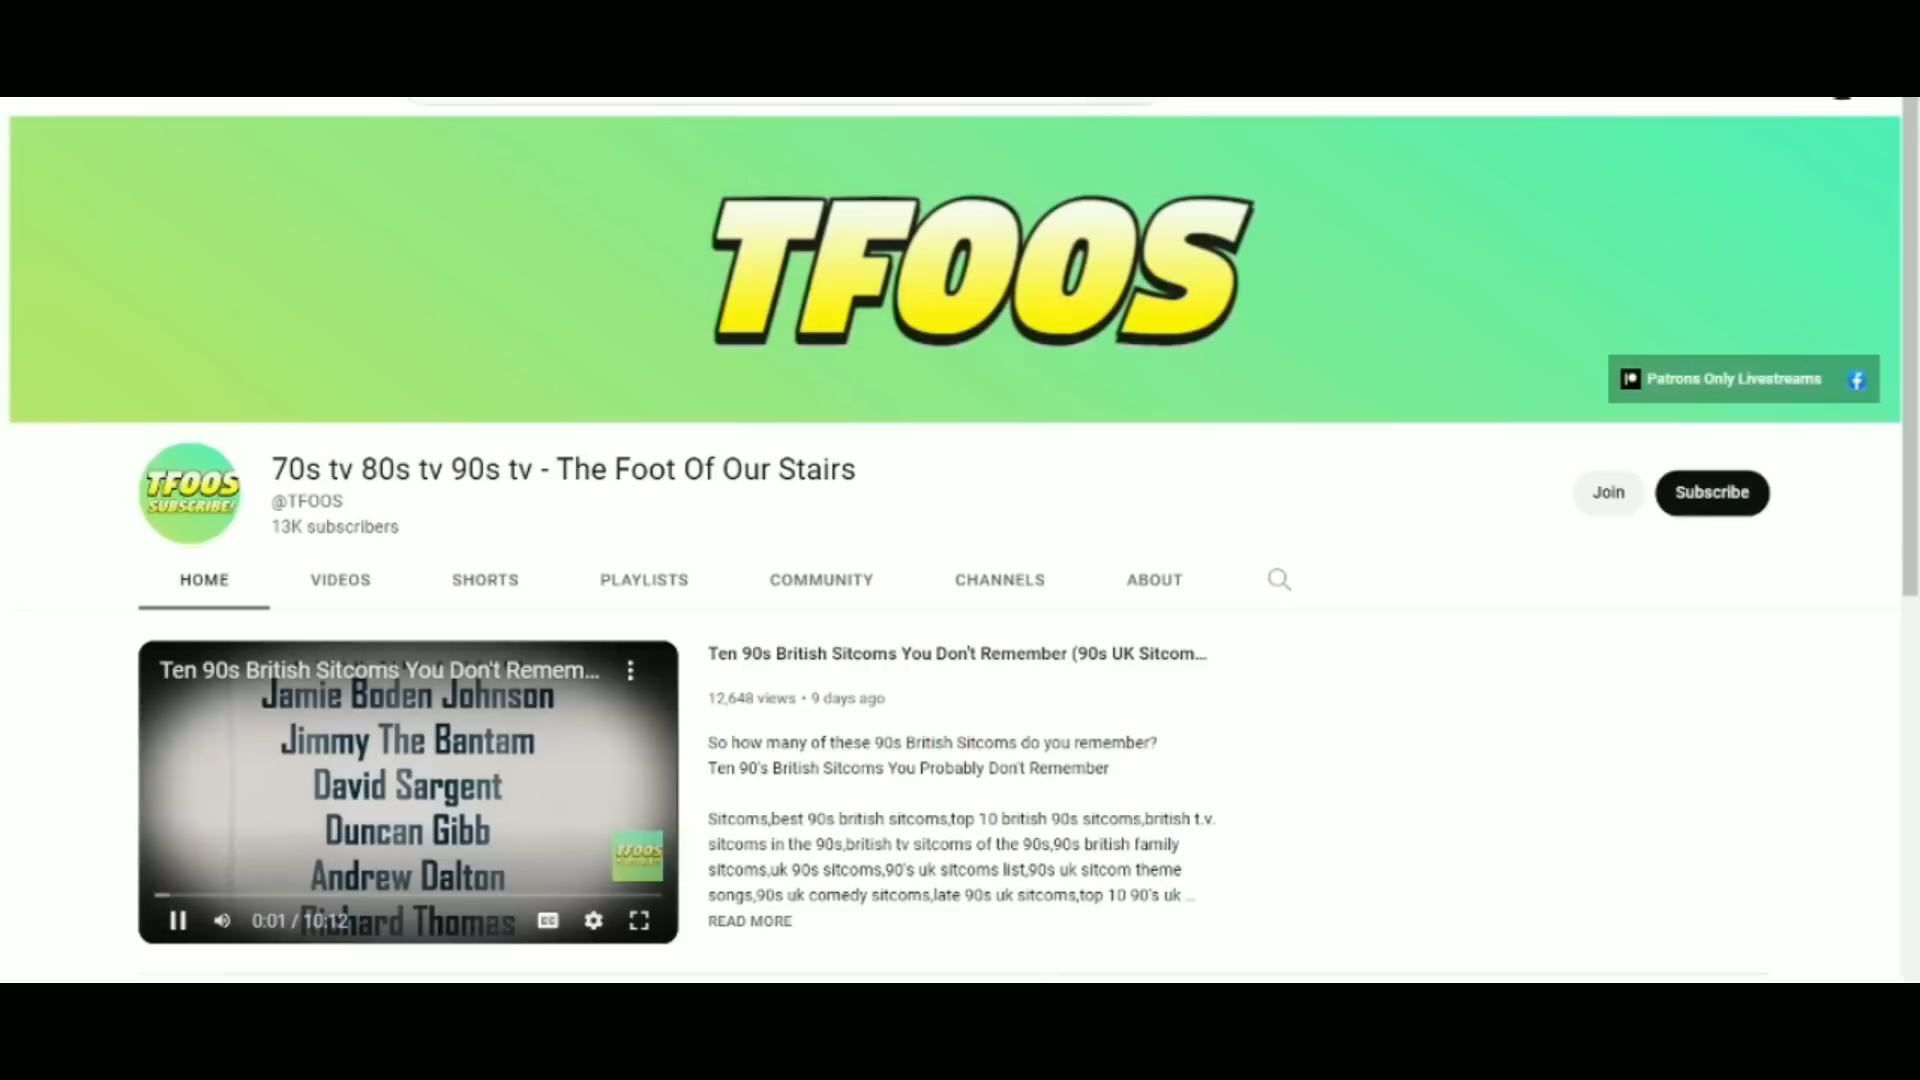 TFOOS
Patrons Only Livestreams
TFOOS
SUBSCRIBE!
70s tv 80s tv 90s tv - The Foot Of Our Stairs
@TFOOS
13K subscribers
Join
Subscribe
HOME
VIDEOS
SHORTS
PLAYLISTS
COMMUNITY
CHANNELS
ABOUT
Ten 90s British Sitcoms You Don't Remem...
Jamie Boden Johnson
Jimmy The Bantam
David Sargent
Duncan Gibb
Andrew Dalton
Richard Thomas
TFOOS
0:01 / 10:12
CC
Ten 90s British Sitcoms You Don't Remember (90s UK Sitcom...
12,648 views • 9 days ago
So how many of these 90s British Sitcoms do you remember?
Ten 90's British Sitcoms You Probably Don't Remember
Sitcoms,best 90s british sitcoms,top 10 british 90s sitcoms,british t.v.
sitcoms in the 90s,british tv sitcoms of the 90s,90s british family
sitcoms,uk 90s sitcoms,90's uk sitcoms list,90s uk sitcom theme
songs,90s uk comedy sitcoms,late 90s uk sitcoms,top 10 90's uk ...
READ MORE